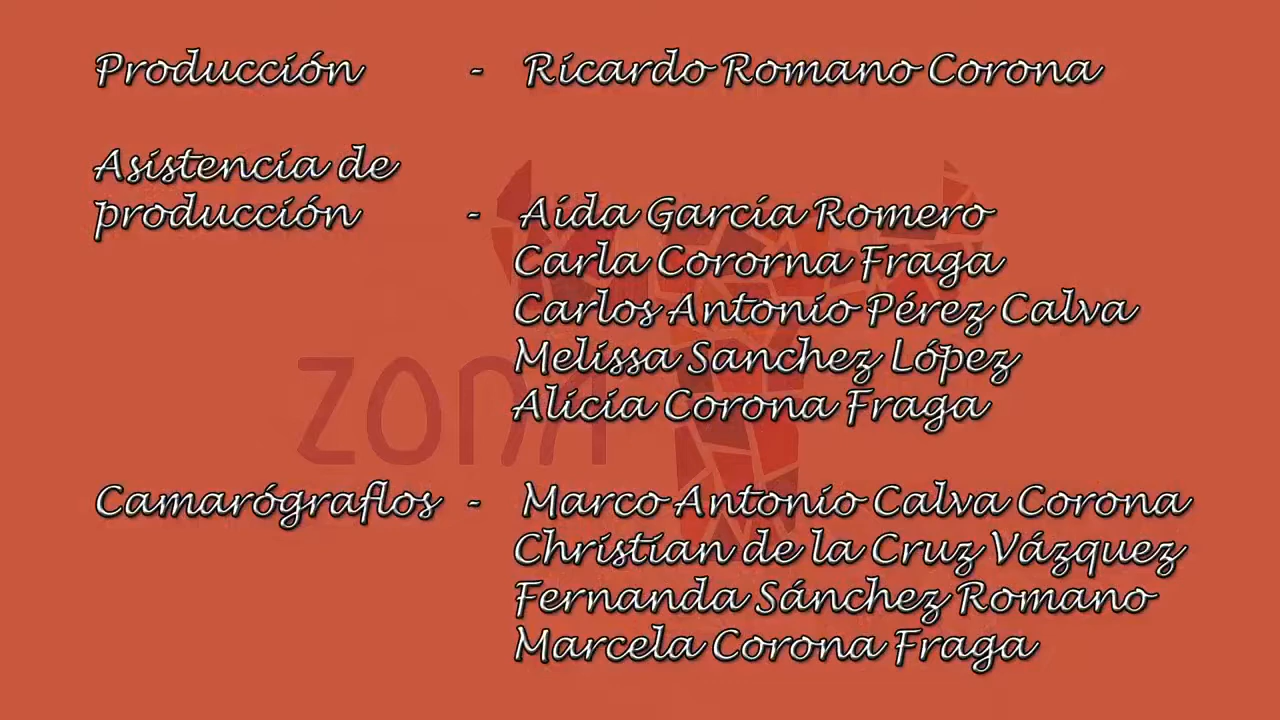 Producción - Ricardo Romano Corona
Asistencia de
producción - Aída García Romero
Carla Cororna Fraga
Carlos Antonio Pérez Calva
Melissa Sanchez López
Alicia Corona Fraga
Camarógraflos - Marco Antonio Calva Corona
Christian de la Cruz Vázquez
Fernanda Sánchez Romano
Marcela Corona Fraga
ZONA